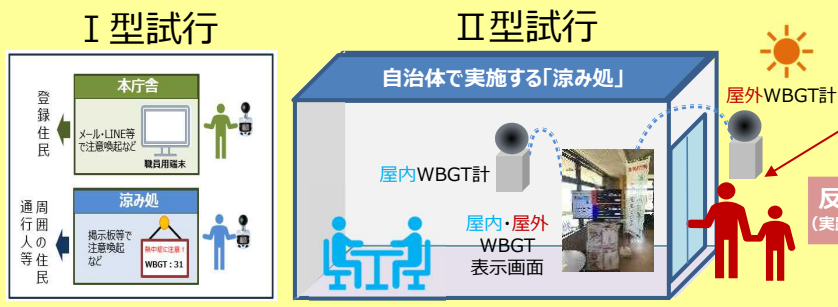 Ⅰ型試行
本庁舎
登録住民
メール・LINE等
で注意喚起など
職員用端末
涼み処
周囲の住民
通行人等
掲示板等で
注意喚起
など
熱中症に注意!
WBGT:31
Ⅱ型試行
自治体で実施する「涼み処」
屋外WBGT計
屋内WBGT計
屋内・屋外
WBGT
表示画面